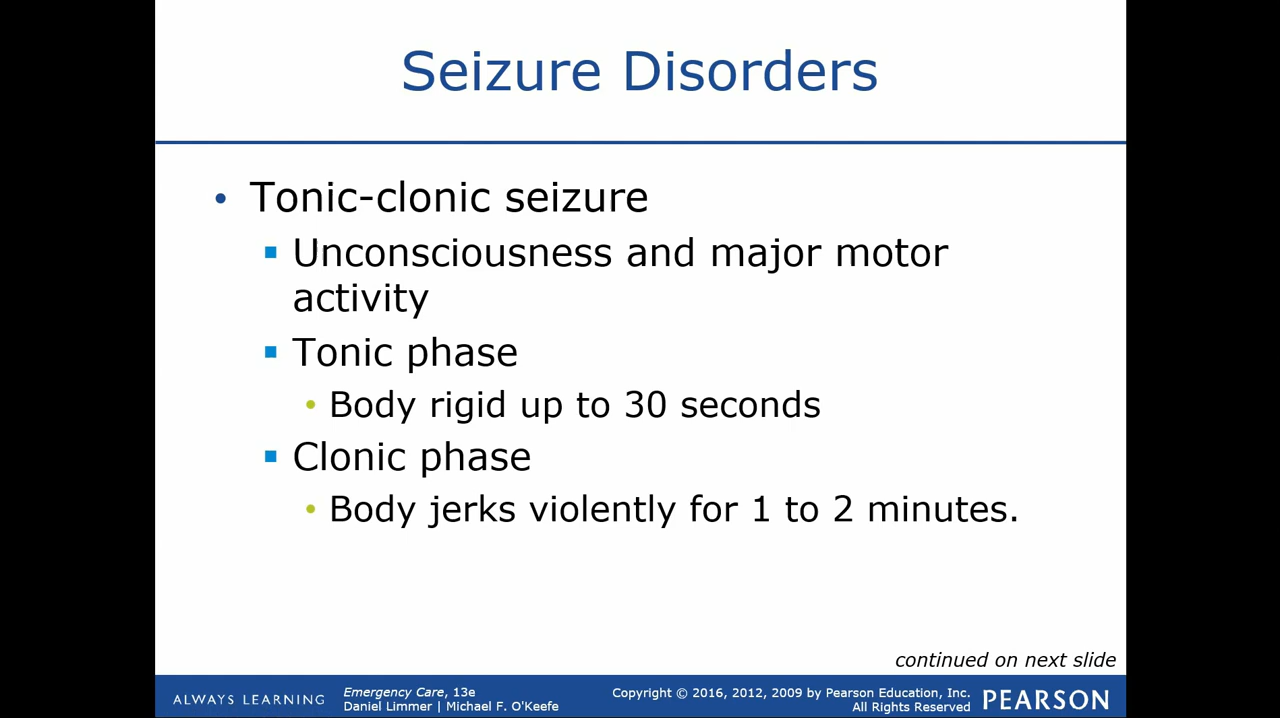 Seizure Disorders
• Tonic-clonic seizure
▪ Unconsciousness and major motor
activity
▪ Tonic phase
• Body rigid up to 30 seconds
▪ Clonic phase
• Body jerks violently for 1 to 2 minutes.
continued on next slide
ALWAYS LEARNING
Emergency Care, 13e
Daniel Limmer | Michael F. O'Keefe
Copyright © 2016, 2012, 2009 by Pearson Education, Inc.
All Rights Reserved
PEARSON